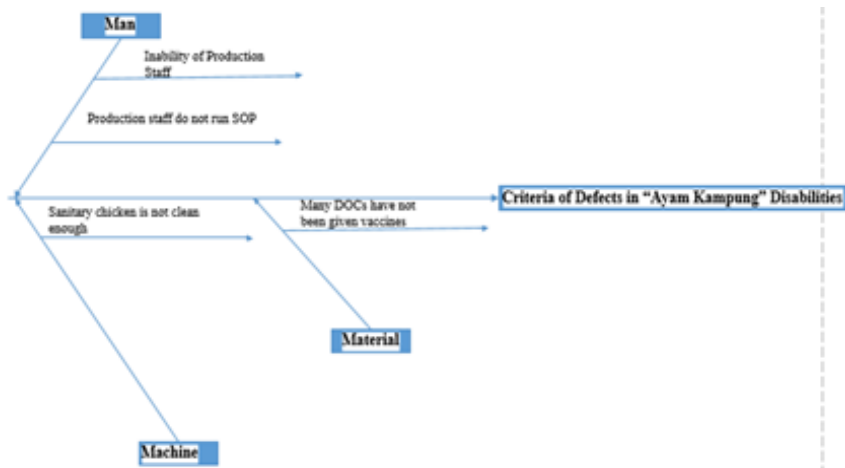 Man
Inability of Production
Staff
Production staff do not run SOP
Criteria of Defects in “Ayam Kampung” Disabilities
Sanitary chicken is not clean
enough
Many DOCs have not
been given vaccines
Material
Machine